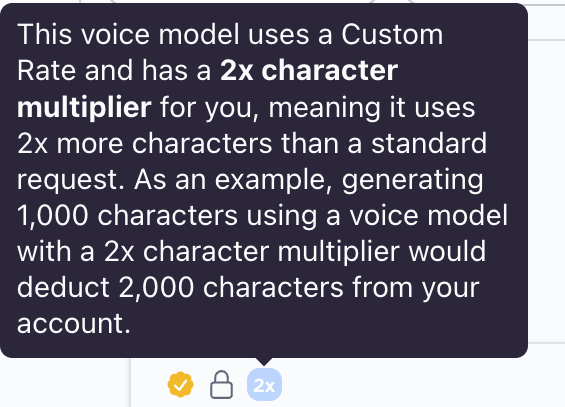 This voice model uses a Custom
Rate and has a 2x character
multiplier for you, meaning it uses
2x more characters than a standard
request. As an example, generating
1,000 characters using a voice model
with a 2x character multiplier would
deduct 2,000 characters from your
account.
2x